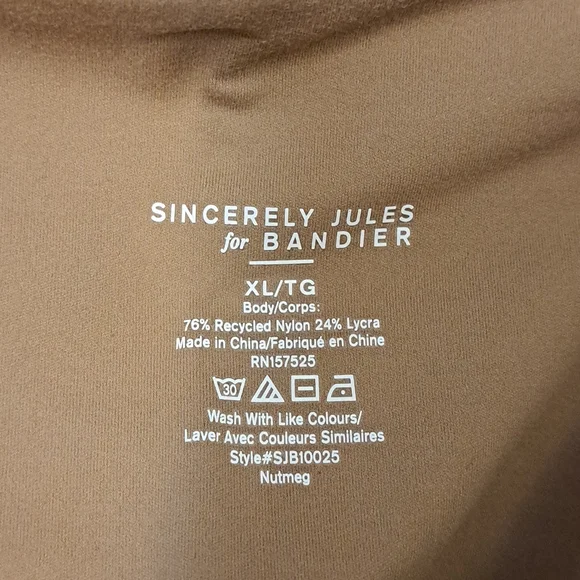 SINCERELY JULES
for BANDIER
XL/TG
Body/Corps:
76% Recycled Nylon 24% Lycra
Made in China/Fabriqué en Chine
RN157525
30
Wash With Like Colours/
Laver Avec Couleurs Similaires
Style#SJB10025
Nutmeg